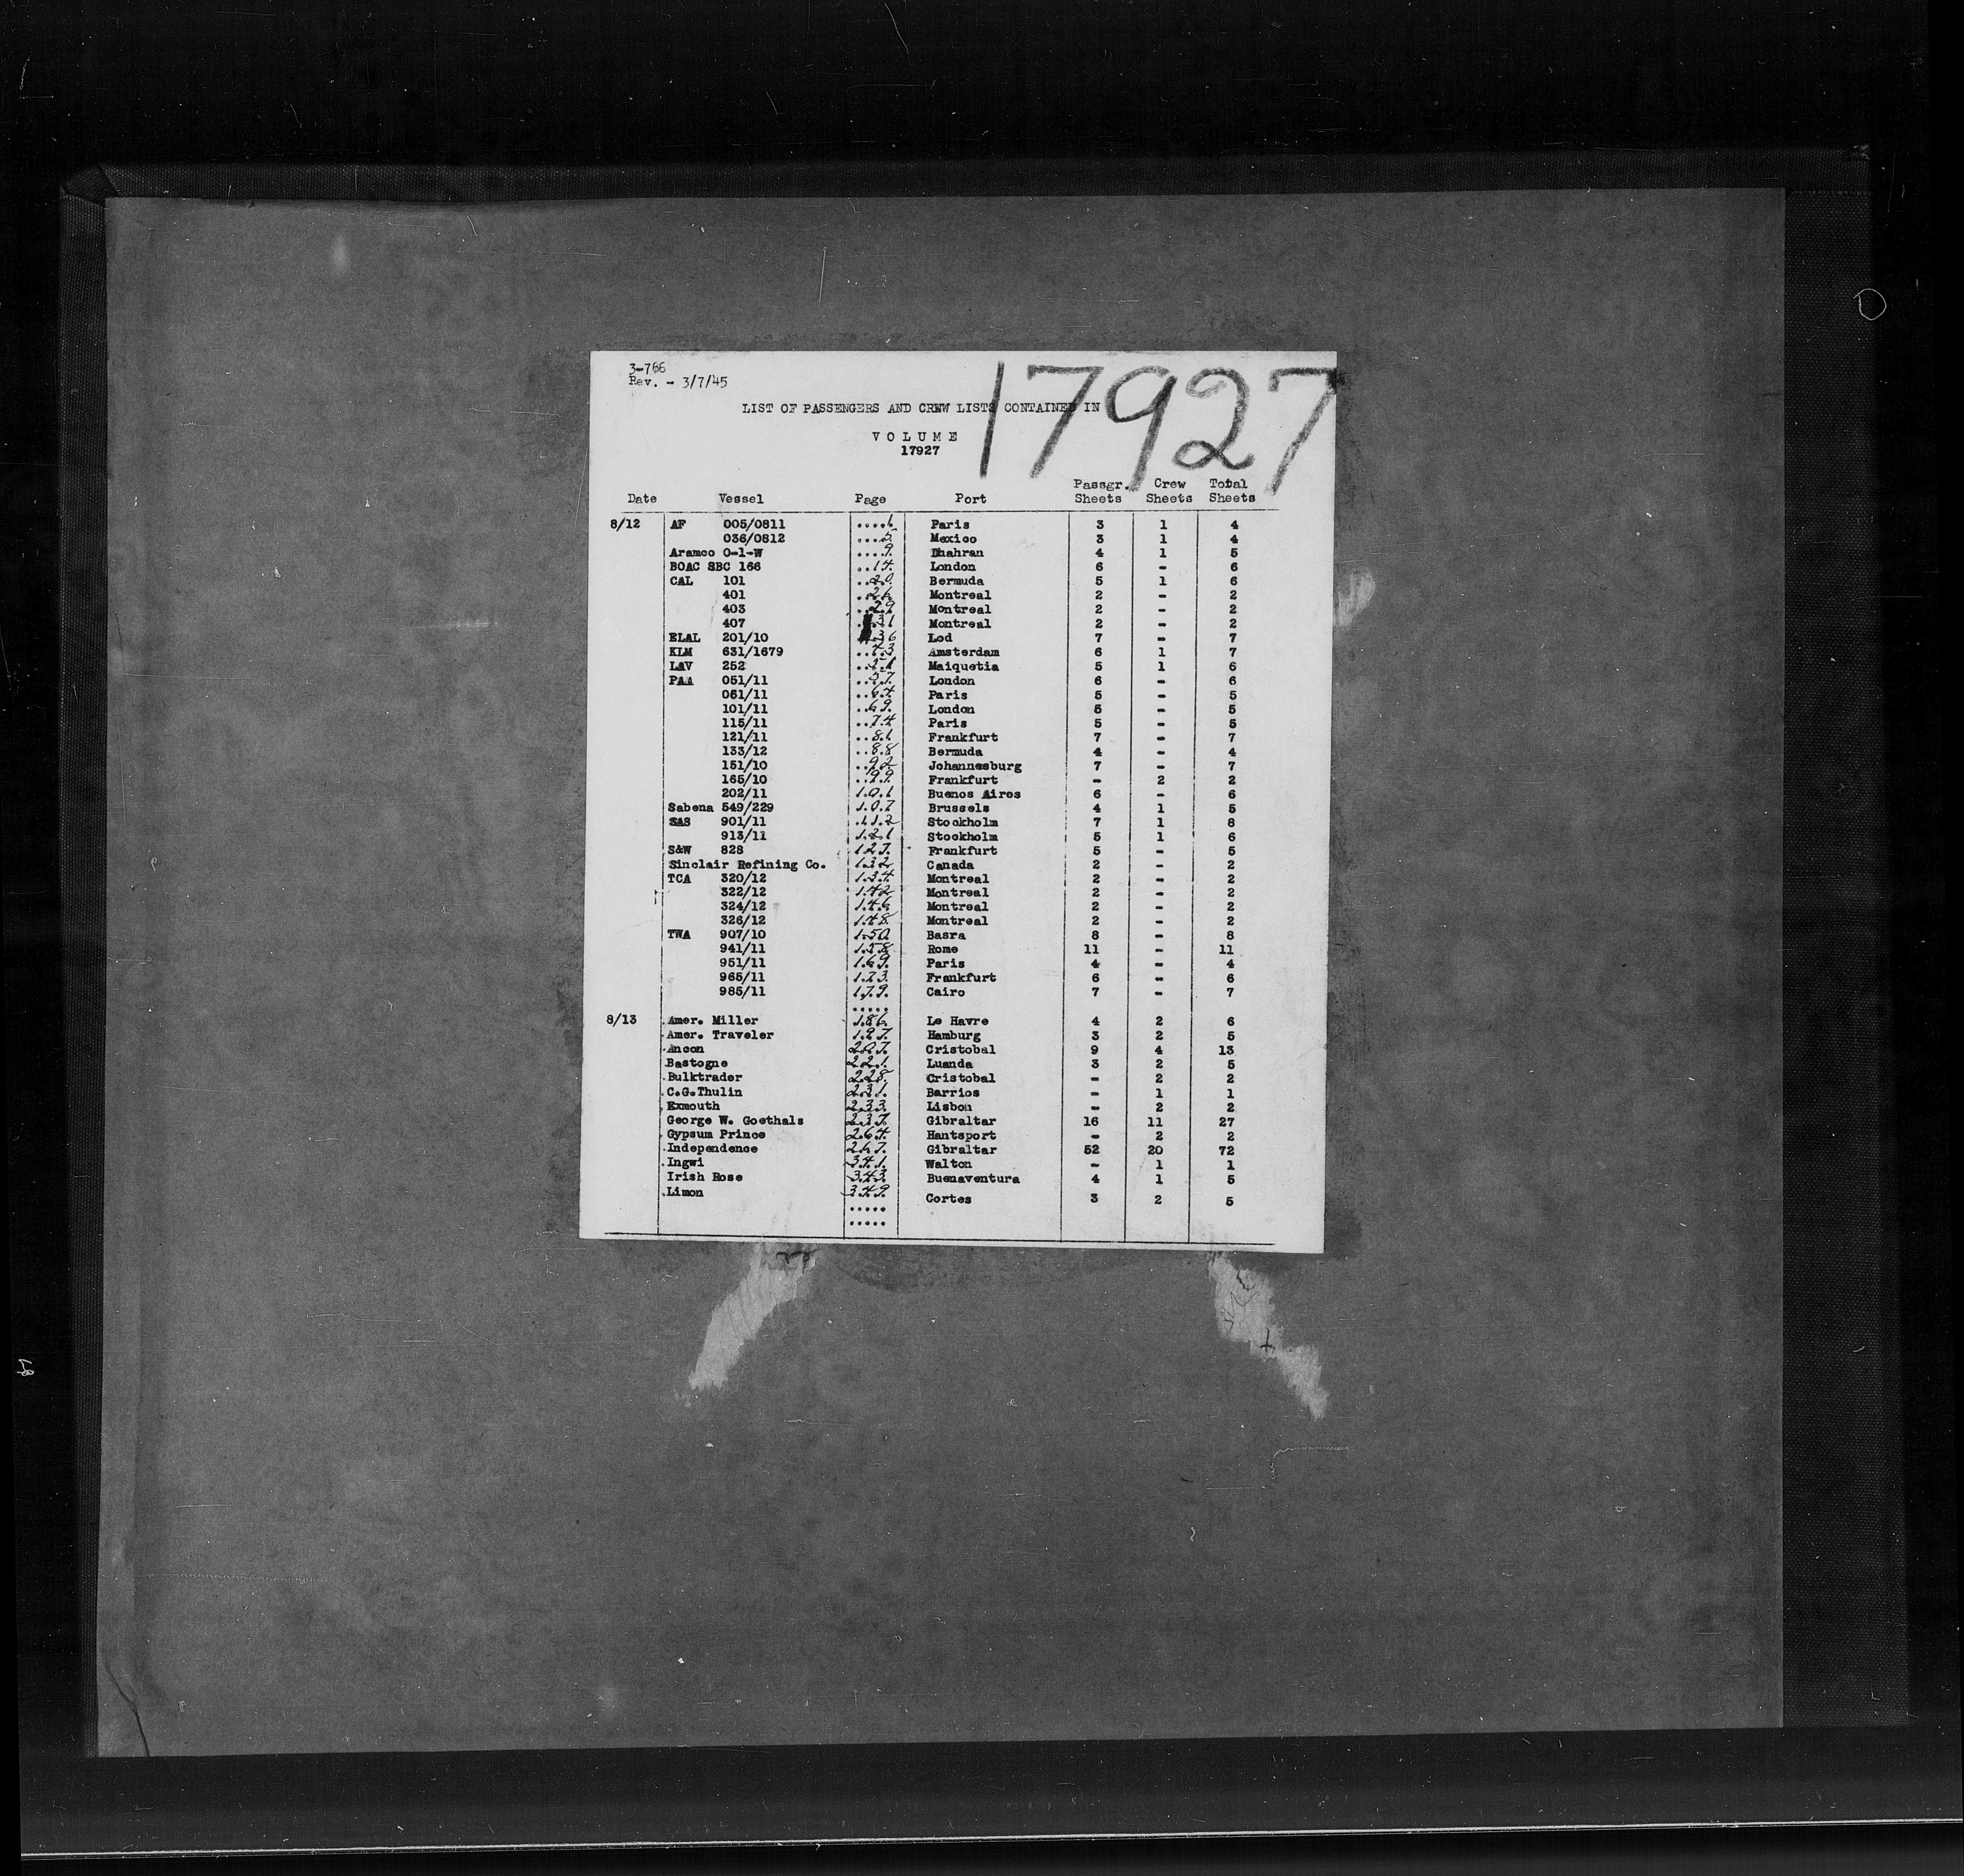 3-766
Rev. - 3/7/45
17927
LIST OF PASSENGERS AND CREW LISTS CONTAINED IN
VOLUME
17927
Date Vessel Page Port Passgr. Sheets Crew Sheets Total Sheets
8/12 AF 005/0811 1 Paris 3 1 4
036/0812 5 Mexico 3 1 4
Aramco O-1-W 9 Dhahran 4 1 5
BOAC SBC 166 14 London 6 - 6
CAL 101 20 Bermuda 5 1 6
401 26 Montreal 2 - 2
403 29 Montreal 2 - 2
407 31 Montreal 2 - 2
ELAL 201/10 36 Lod 7 - 7
KLM 631/1679 43 Amsterdam 6 1 7
LAV 252 51 Maiquetia 5 1 6
PAA 051/11 57 London 6 - 6
061/11 64 Paris 5 - 5
101/11 69 London 5 - 5
115/11 74 Paris 5 - 5
121/11 81 Frankfurt 7 - 7
133/12 88 Bermuda 4 - 4
151/10 92 Johannesburg 7 - 7
165/10 99 Frankfurt - 2 2
202/11 101 Buenos Aires 6 - 6
Sabena 549/229 107 Brussels 4 1 5
SAS 901/11 112 Stockholm 7 1 8
913/11 121 Stockholm 5 1 6
S&W 828 127 Frankfurt 5 - 5
Sinclair Refining Co. 132 Canada 2 - 2
TCA 320/12 134 Montreal 2 - 2
322/12 142 Montreal 2 - 2
324/12 146 Montreal 2 - 2
326/12 148 Montreal 2 - 2
TWA 907/10 150 Basra 8 - 8
941/11 158 Rome 11 - 11
951/11 169 Paris 4 - 4
965/11 173 Frankfurt 6 - 6
985/11 179 Cairo 7 - 7
8/13 Amer. Miller 186 Le Havre 4 2 6
Amer. Traveler 197 Hamburg 3 2 5
Ancon 207 Cristobal 9 4 13
Bastogne 221 Luanda 3 2 5
Bulktrader 228 Cristobal - 2 2
C.G.Thulin 231 Barrios - 1 1
Exmouth 233 Lisbon - 2 2
George W. Goethals 237 Gibraltar 16 11 27
Gypsum Prince 264 Hantsport - 2 2
Independence 267 Gibraltar 52 20 72
Ingwi 341 Walton - 1 1
Irish Rose 343 Buenaventura 4 1 5
Limon 349 Cortes 3 2 5